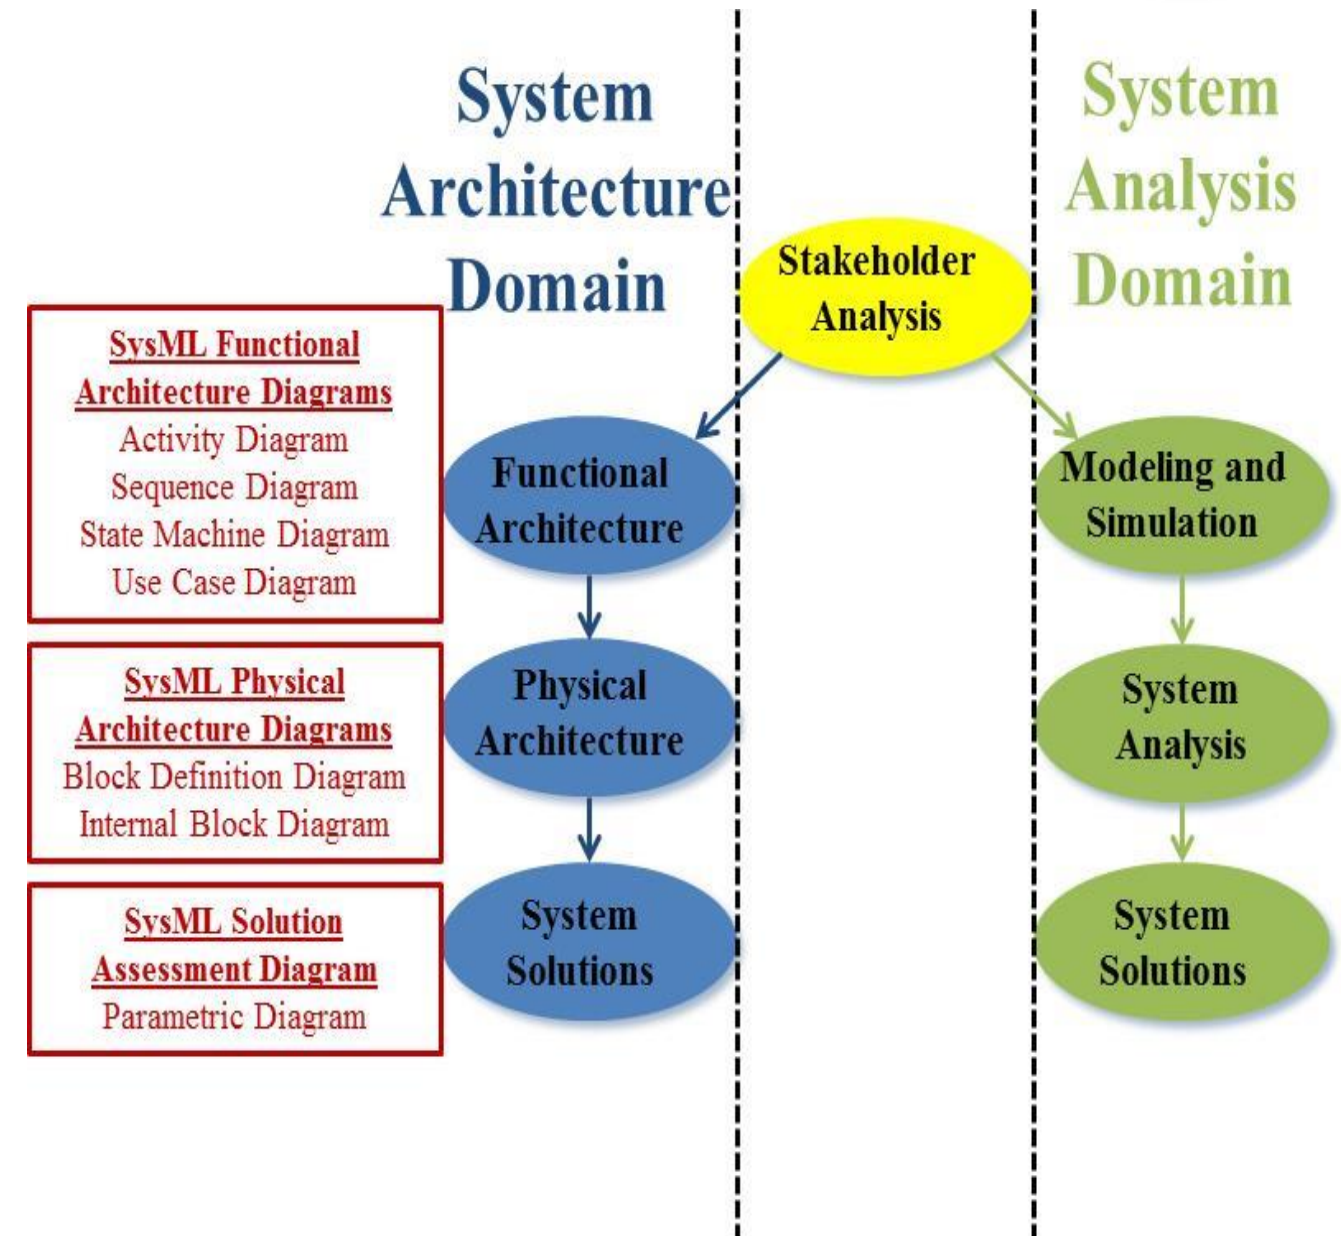 System
Architecture
Domain
System
Analysis
Domain
Stakeholder
Analysis
SysML Functional
Architecture Diagrams
Activity Diagram
Sequence Diagram
State Machine Diagram
Use Case Diagram
Functional
Architecture
Modeling and
Simulation
SysML Physical
Architecture Diagrams
Block Definition Diagram
Internal Block Diagram
Physical
Architecture
System
Analysis
SysML Solution
Assessment Diagram
Parametric Diagram
System
Solutions
System
Solutions